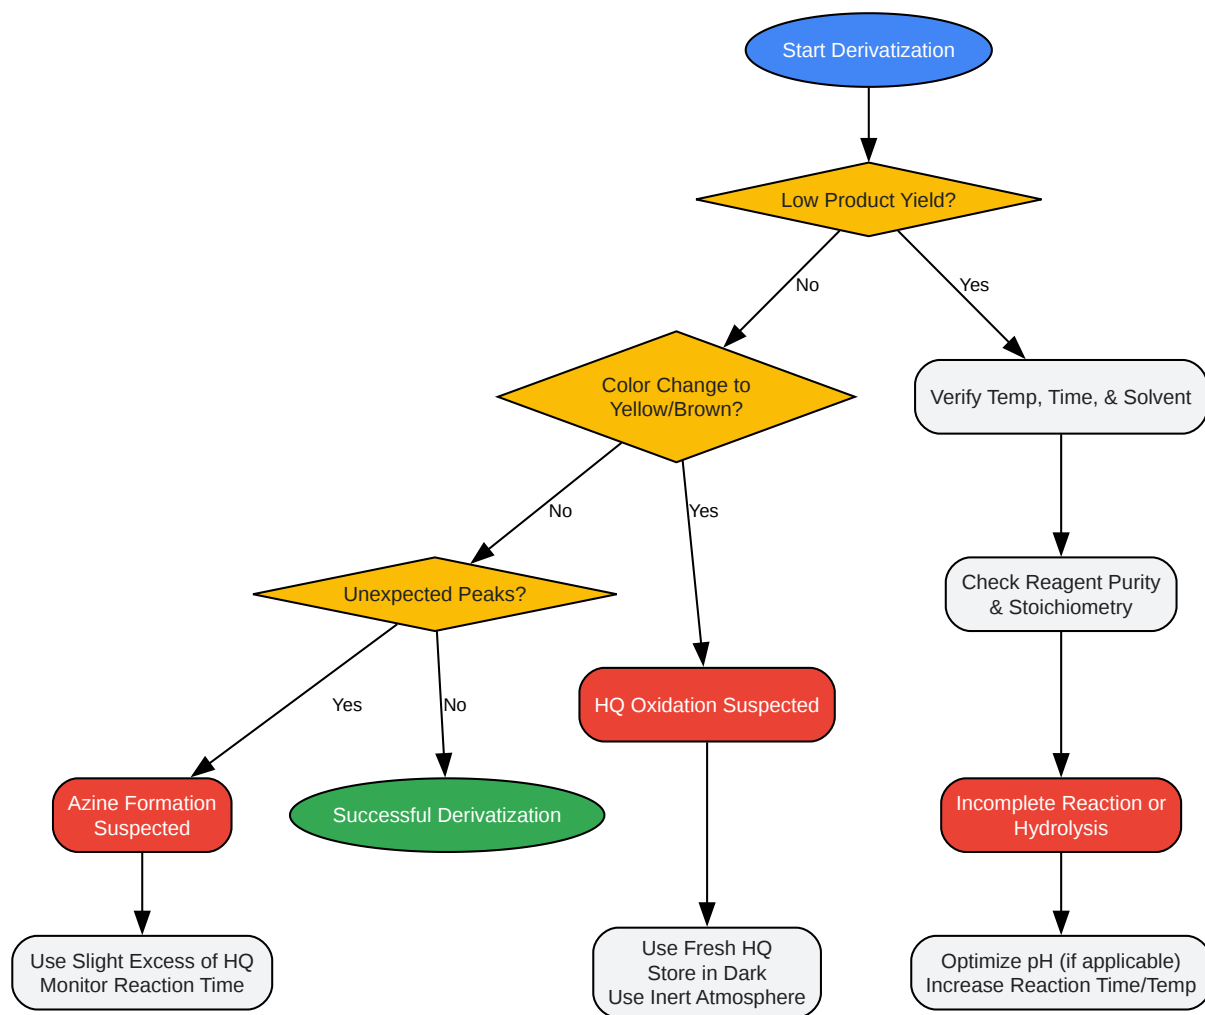 Start Derivatization
Low Product Yield?
No
Yes
Color Change to
Yellow/Brown?
Verify Temp, Time, & Solvent
No
Yes
Unexpected Peaks?
Check Reagent Purity
& Stoichiometry
Yes
No
HQ Oxidation Suspected
Azine Formation
Suspected
Successful Derivatization
Incomplete Reaction or
Hydrolysis
Use Slight Excess of HQ
Monitor Reaction Time
Use Fresh HQ
Store in Dark
Use Inert Atmosphere
Optimize pH (if applicable)
Increase Reaction Time/Temp